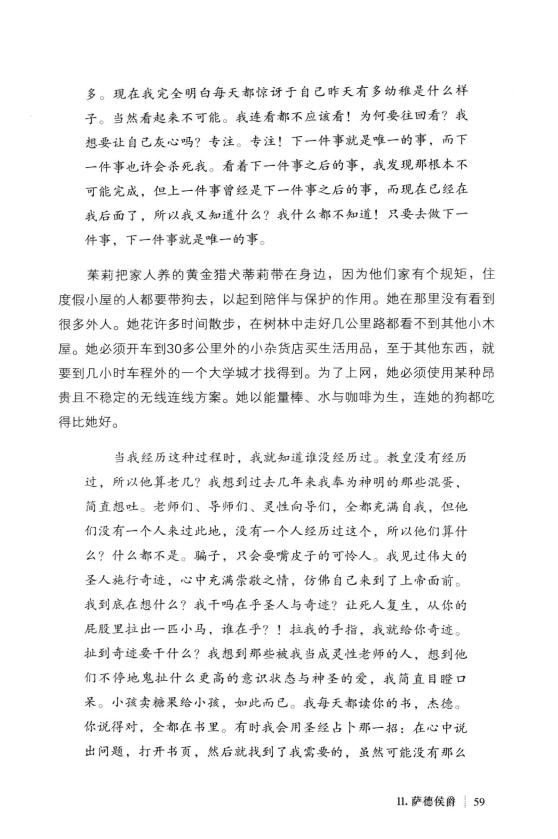 多。现在我完全明白每天都惊讶于自己昨天有多幼稚是什么样
子。当然看起来不可能。我连看都不应该看！为何要往回看？我
想要让自己灰心吗？专注。专注！下一件事就是唯一的事，而下
一件事也许会杀死我。看着下一件事之后的事，我发现那根本不
可能完成，但上一件事曾经是下一件事之后的事，而现在已经在
我后面了，所以我又知道什么？我什么都不知道！只要去做下一
件事，下一件事就是唯一的事。
茱莉把家人养的黄金猎犬蒂莉带在身边，因为他们家有个规矩，住
度假小屋的人都要带狗去，以起到陪伴与保护的作用。她在那里没有看到
很多外人。她花许多时间散步，在树林中走好几公里路都看不到其他小木
屋。她必须开车到30多公里外的小杂货店买生活用品，至于其他东西，就
要到几小时车程外的一个大学城才找得到。为了上网，她必须使用某种昂
贵且不稳定的无线连线方案。她以能量棒、水与咖啡为生，连她的狗都吃
得比她好。
当我经历这种过程时，我就知道谁没经历过。教皇没有经历
过，所以他算老几？我想到过去几年来我奉为神明的那些混蛋，
简直想吐。老师们、导师们、灵性向导们，全都充满自我，但他
们没有一个人来过此地，没有一个人经历过这个，所以他们算什
么？什么都不是。骗子，只会耍嘴皮子的可怜人。我见过伟大的
圣人施行奇迹，心中充满崇敬之情，仿佛自己来到了上帝面前。
我到底在想什么？我干吗在乎圣人与奇迹？让死人复生，从你的
屁股里拉出一匹小马，谁在乎？！拉我的手指，我就给你奇迹。
扯到奇迹要干什么？我想到那些被我当成灵性老师的人，想到他
们不停地鬼扯什么更高的意识状态与神圣的爱，我简直目瞪口
呆。小孩卖糖果给小孩，如此而已。我每天都读你的书，杰德。
你说得对，全都在书里。有时我会用圣经占卜那一招：在心中说
出问题，打开书页，然后就找到了我需要的，虽然可能没有那么
11. 萨德侯爵 59